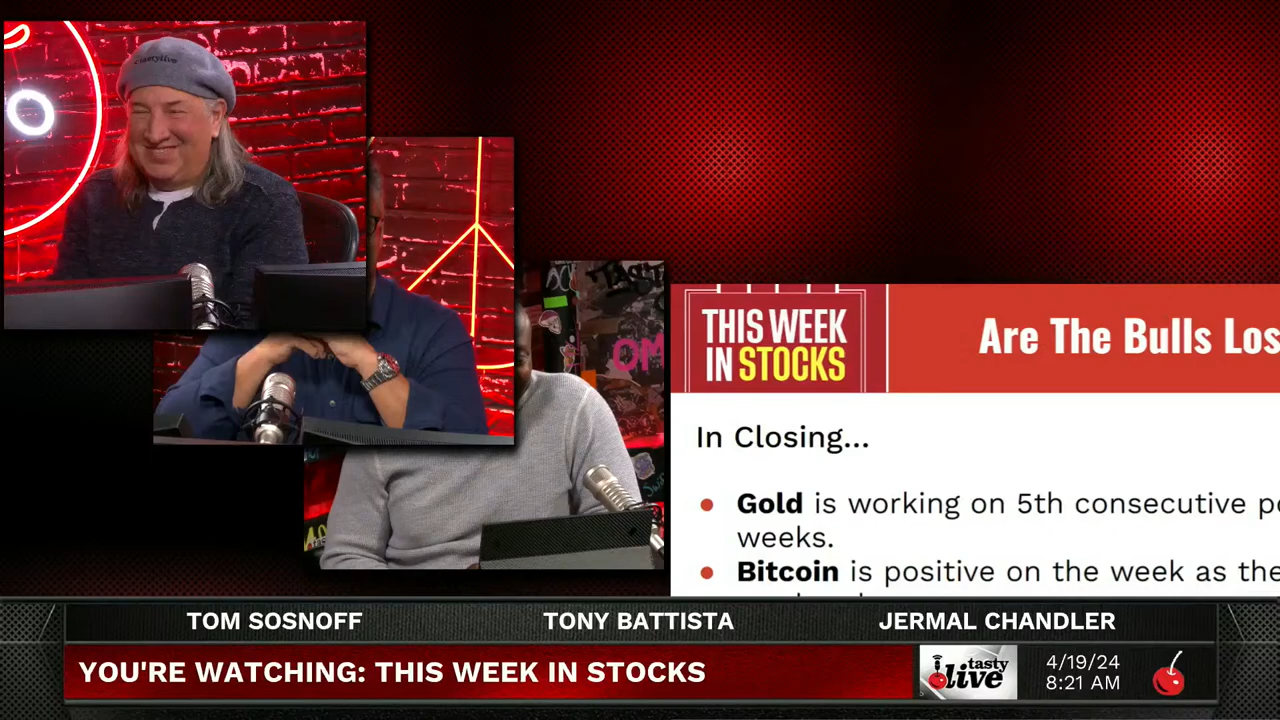 tastylive
THIS WEEK
IN STOCKS
Are The Bulls Los
In Closing...
Gold is working on 5th consecutive po
weeks.
Bitcoin is positive on the week as the
TOM SOSNOFF
TONY BATTISTA
JERMAL CHANDLER
YOU'RE WATCHING: THIS WEEK IN STOCKS
tasty
live
4/19/24
8:21 AM